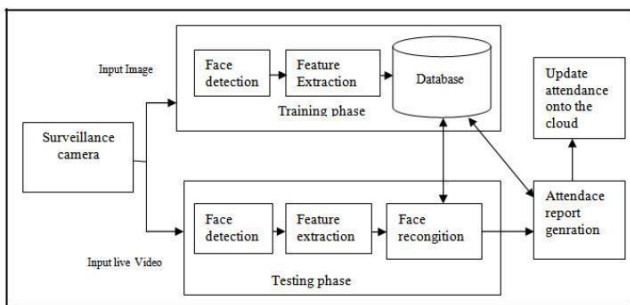 Input Image
Face
detection
Feature
Extraction
Database
Training phase
Update
attendance
onto the
cloud
Surveillance
camera
Face
detection
Feature
extraction
Face
recongition
Attendace
report
genration
Input live Video
Testing phase